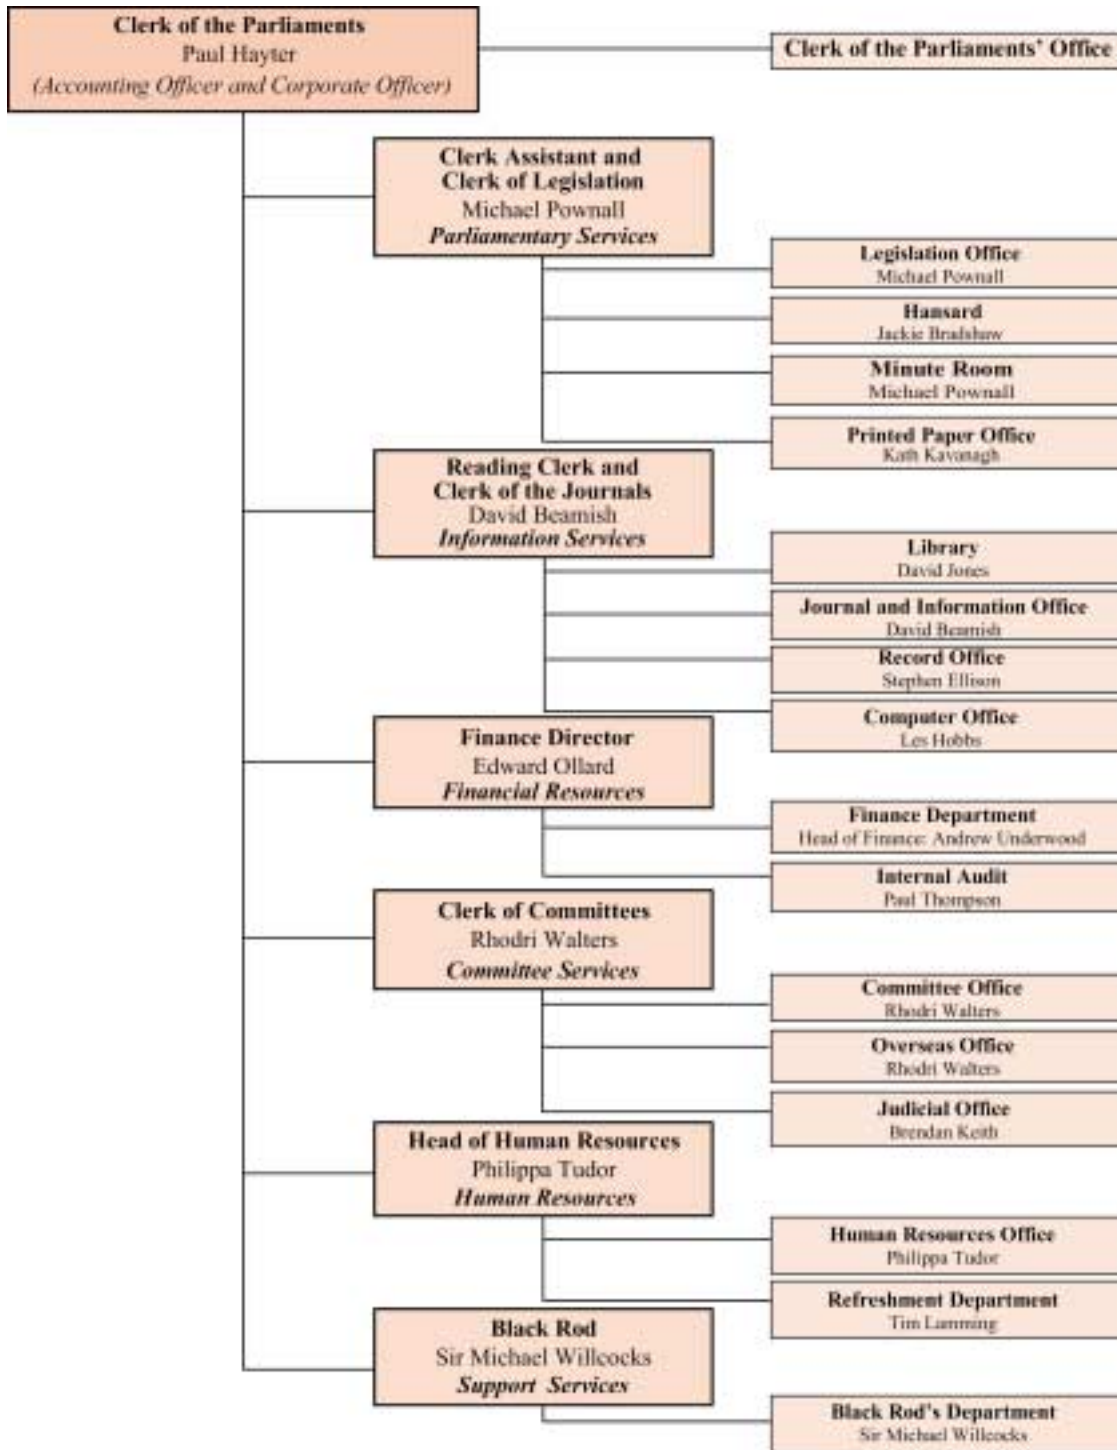 Clerk of the Parliaments
Paul Hayter
(Accounting Officer and Corporate Officer)
Clerk of the Parliaments' Office
Clerk Assistant and
Clerk of Legislation
Michael Pownall
Parliamentary Services
Legislation Office
Michael Pownall
Hansard
Jackie Bradshaw
Minute Room
Michael Pownall
Printed Paper Office
Kath Kavanagh
Reading Clerk and
Clerk of the Journals
David Beamish
Information Services
Library
David Jones
Journal and Information Office
David Beamish
Record Office
Stephen Ellison
Computer Office
Les Hobbs
Finance Director
Edward Ollard
Financial Resources
Finance Department
Head of Finance: Andrew Underwood
Internal Audit
Paul Thompson
Clerk of Committees
Rhodri Walters
Committee Services
Committee Office
Rhodri Walters
Overseas Office
Rhodri Walters
Judicial Office
Brendan Keith
Head of Human Resources
Philippa Tudor
Human Resources
Human Resources Office
Philippa Tudor
Refreshment Department
Tim Lamming
Black Rod
Sir Michael Willcocks
Support Services
Black Rod's Department
Sir Michael Willcocks